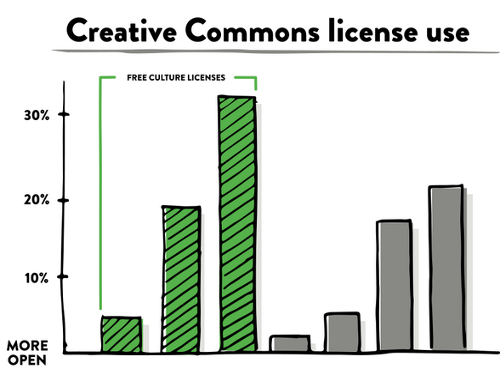 Creative Commons license use
FREE CULTURE LICENSES
30%
20%
10%
MORE
OPEN